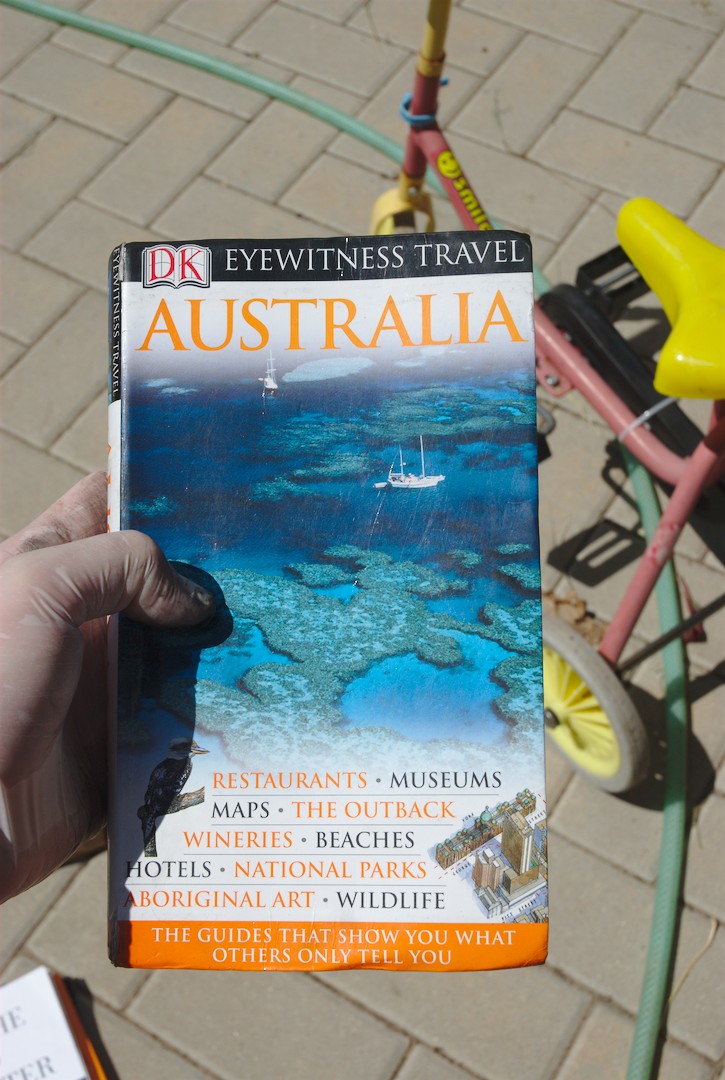 smile
DK EYEWITNESS TRAVEL
EYEWITNESS TRAVEL
AUSTRALIA
RESTAURANTS • MUSEUMS
MAPS • THE OUTBACK
WINERIES • BEACHES
HOTELS • NATIONAL PARKS
ABORIGINAL ART • WILDLIFE
THE GUIDES THAT SHOW YOU WHAT
OTHERS ONLY TELL YOU